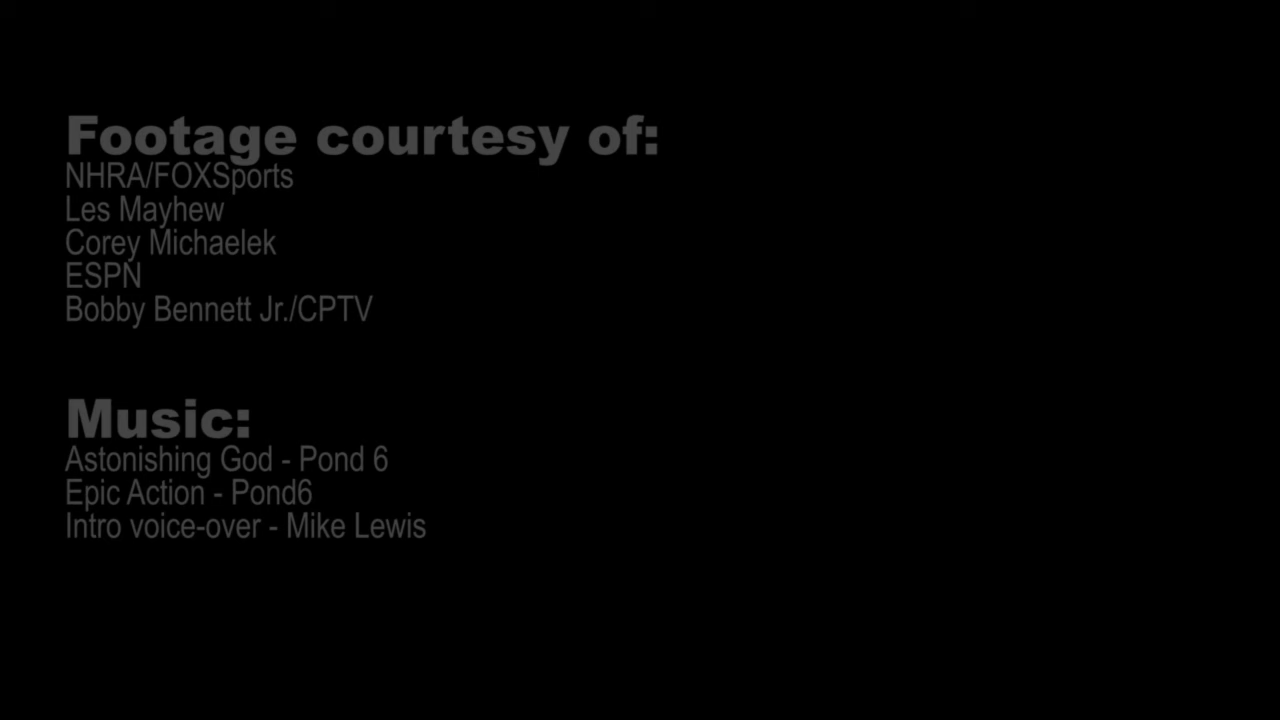 Footage courtesy of:
NHRA/FOXSports
Les Mayhew
Corey Michaelek
ESPN
Bobby Bennett Jr./CPTV
Music:
Astonishing God - Pond 6
Epic Action - Pond6
Intro voice-over - Mike Lewis